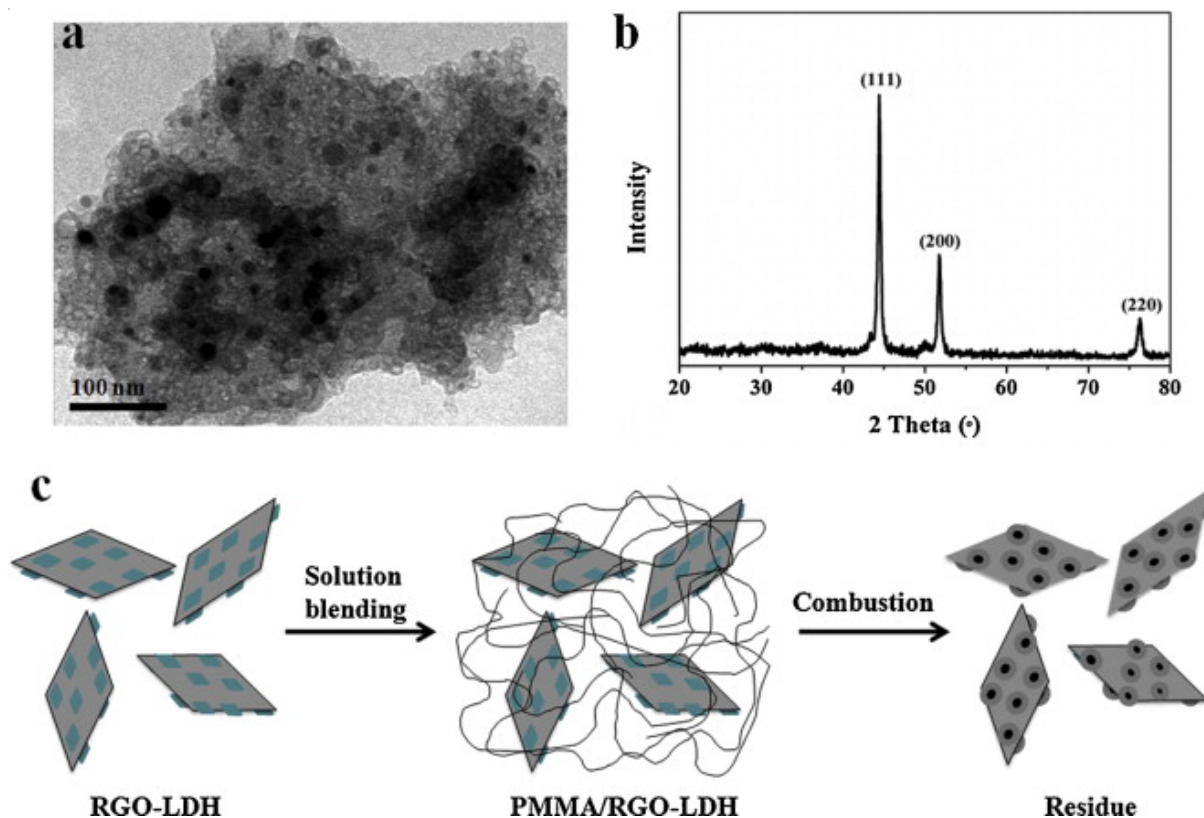 a
100 nm
b
(111)
(200)
(220)
Intensity
20 30 40 50 60 70 80
2 Theta (°)
c
Solution
blending
Combustion
RGO-LDH
PMMA/RGO-LDH
Residue